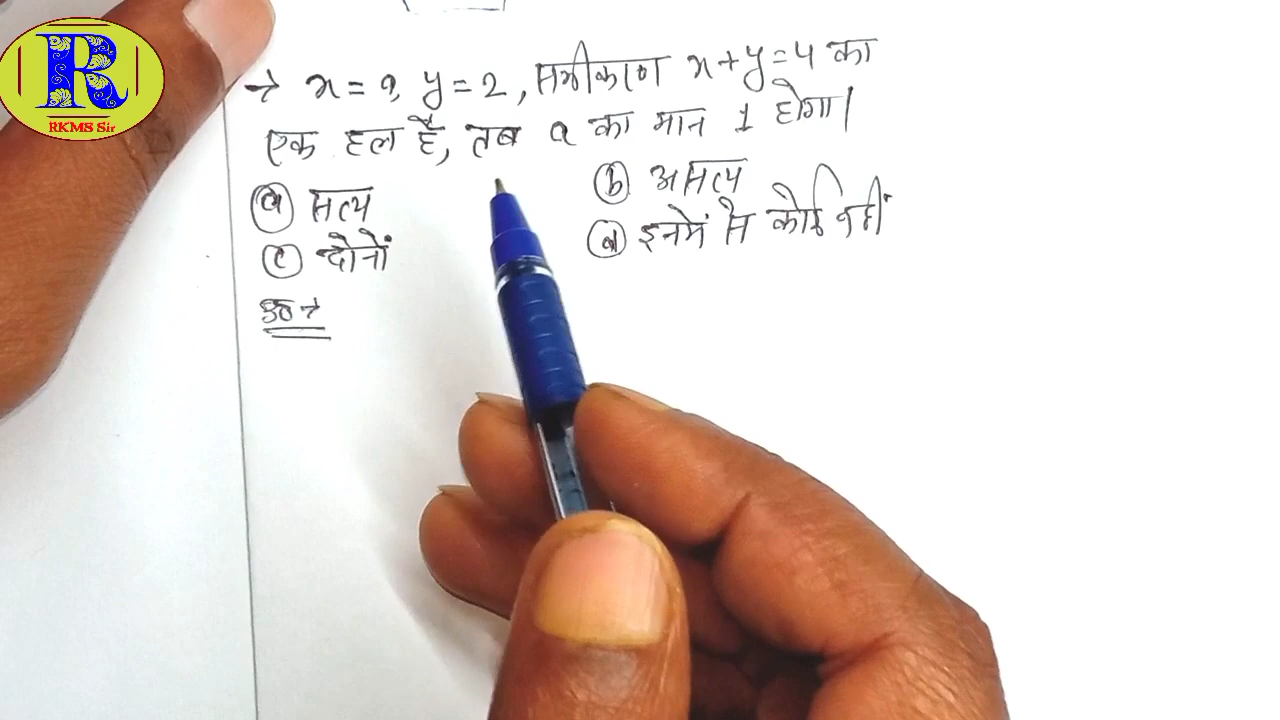 R
RKMS Sir
→ x = a, y = 2, समीकरण x + y = 4 का
एक हल है, तब a का मान 1 होगा।
(a) सत्य (b) असत्य
(c) दोनों (d) इनमें से कोई नहीं
उ० →